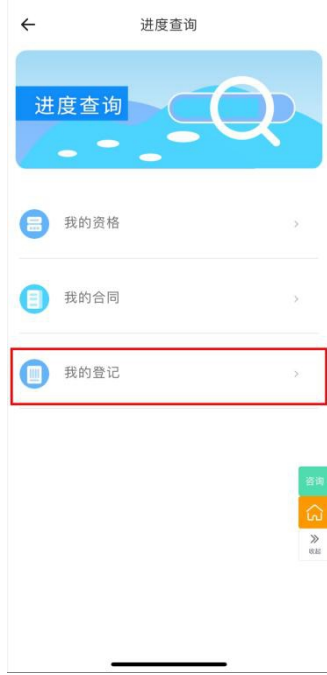 进度查询
进度查询
我的资格
我的合同
我的登记
咨询
收起